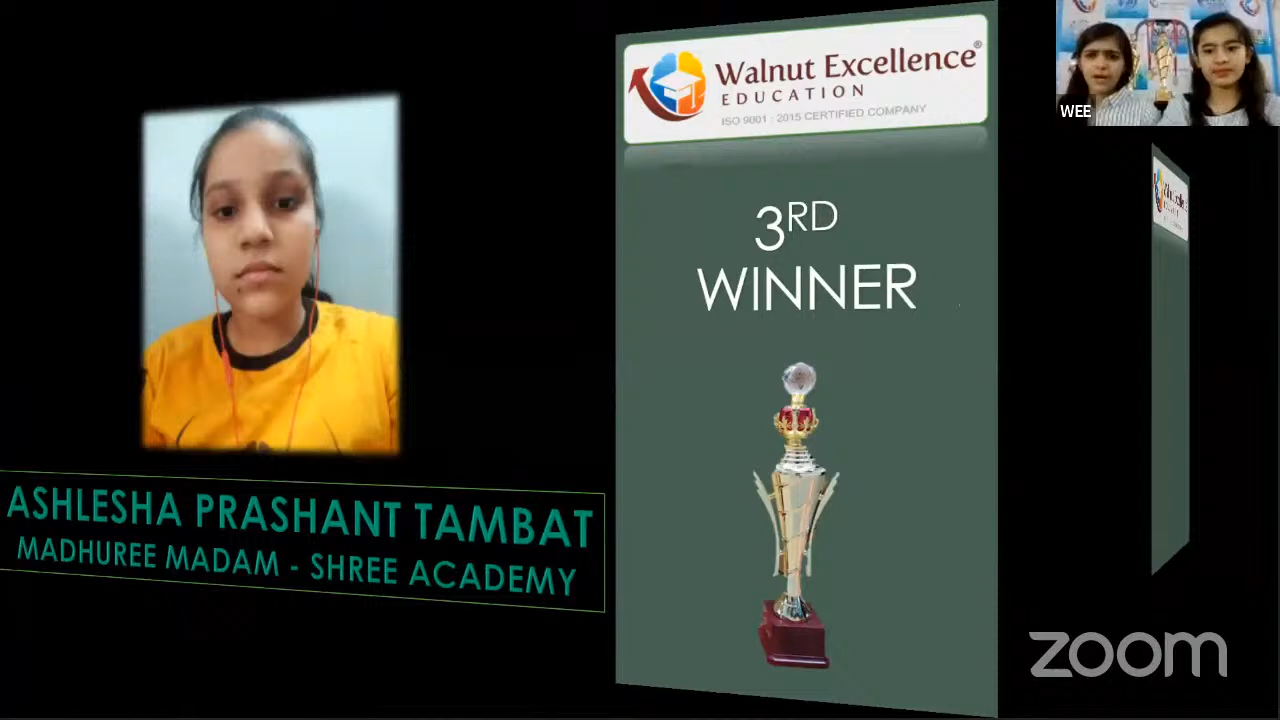 Walnut Excellence®
EDUCATION
ISO 9001 : 2015 CERTIFIED COMPANY
WEE
3RD
WINNER
ASHLESHA PRASHANT TAMBAT
MADHUREE MADAM - SHREE ACADEMY
zoom